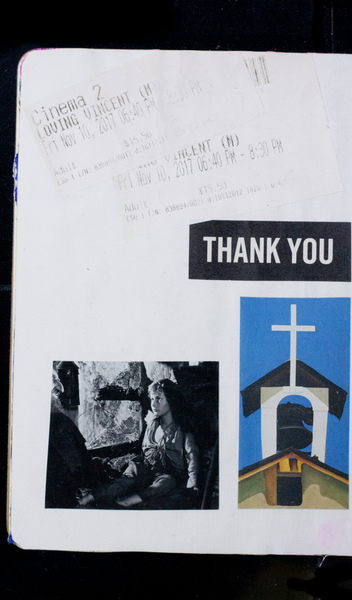 Cinema 2
LOVING VINCENT (M)
Fri Nov 10, 2017 06:40 PM - 8:30 PM
$15.50
Adult
VINCENT (M)
Fri Nov 10, 2017 06:40 PM - 8:30 PM
$15.50
Adult
THANK YOU